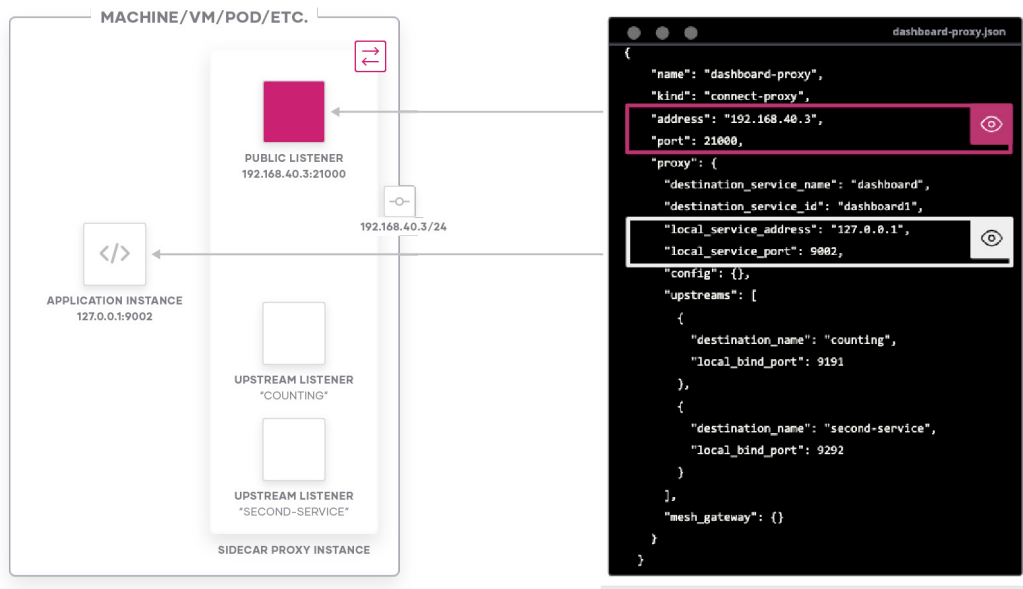 MACHINE/VM/POD/ETC.
PUBLIC LISTENER
192.168.40.3:21000
192.168.40.3/24
</>
APPLICATION INSTANCE
127.0.0.1:9002
UPSTREAM LISTENER
“COUNTING”
UPSTREAM LISTENER
“SECOND-SERVICE”
SIDECAR PROXY INSTANCE
dashboard-proxy.json
{
"name": "dashboard-proxy",
"kind": "connect-proxy",
"address": "192.168.40.3",
"port": 21000,
"proxy": {
"destination_service_name": "dashboard",
"destination_service_id": "dashboard1",
"local_service_address": "127.0.0.1",
"local_service_port": 9002,
"config": {},
"upstreams": [
{
"destination_name": "counting",
"local_bind_port": 9191
},
{
"destination_name": "second-service",
"local_bind_port": 9292
}
],
"mesh_gateway": {}
}
}